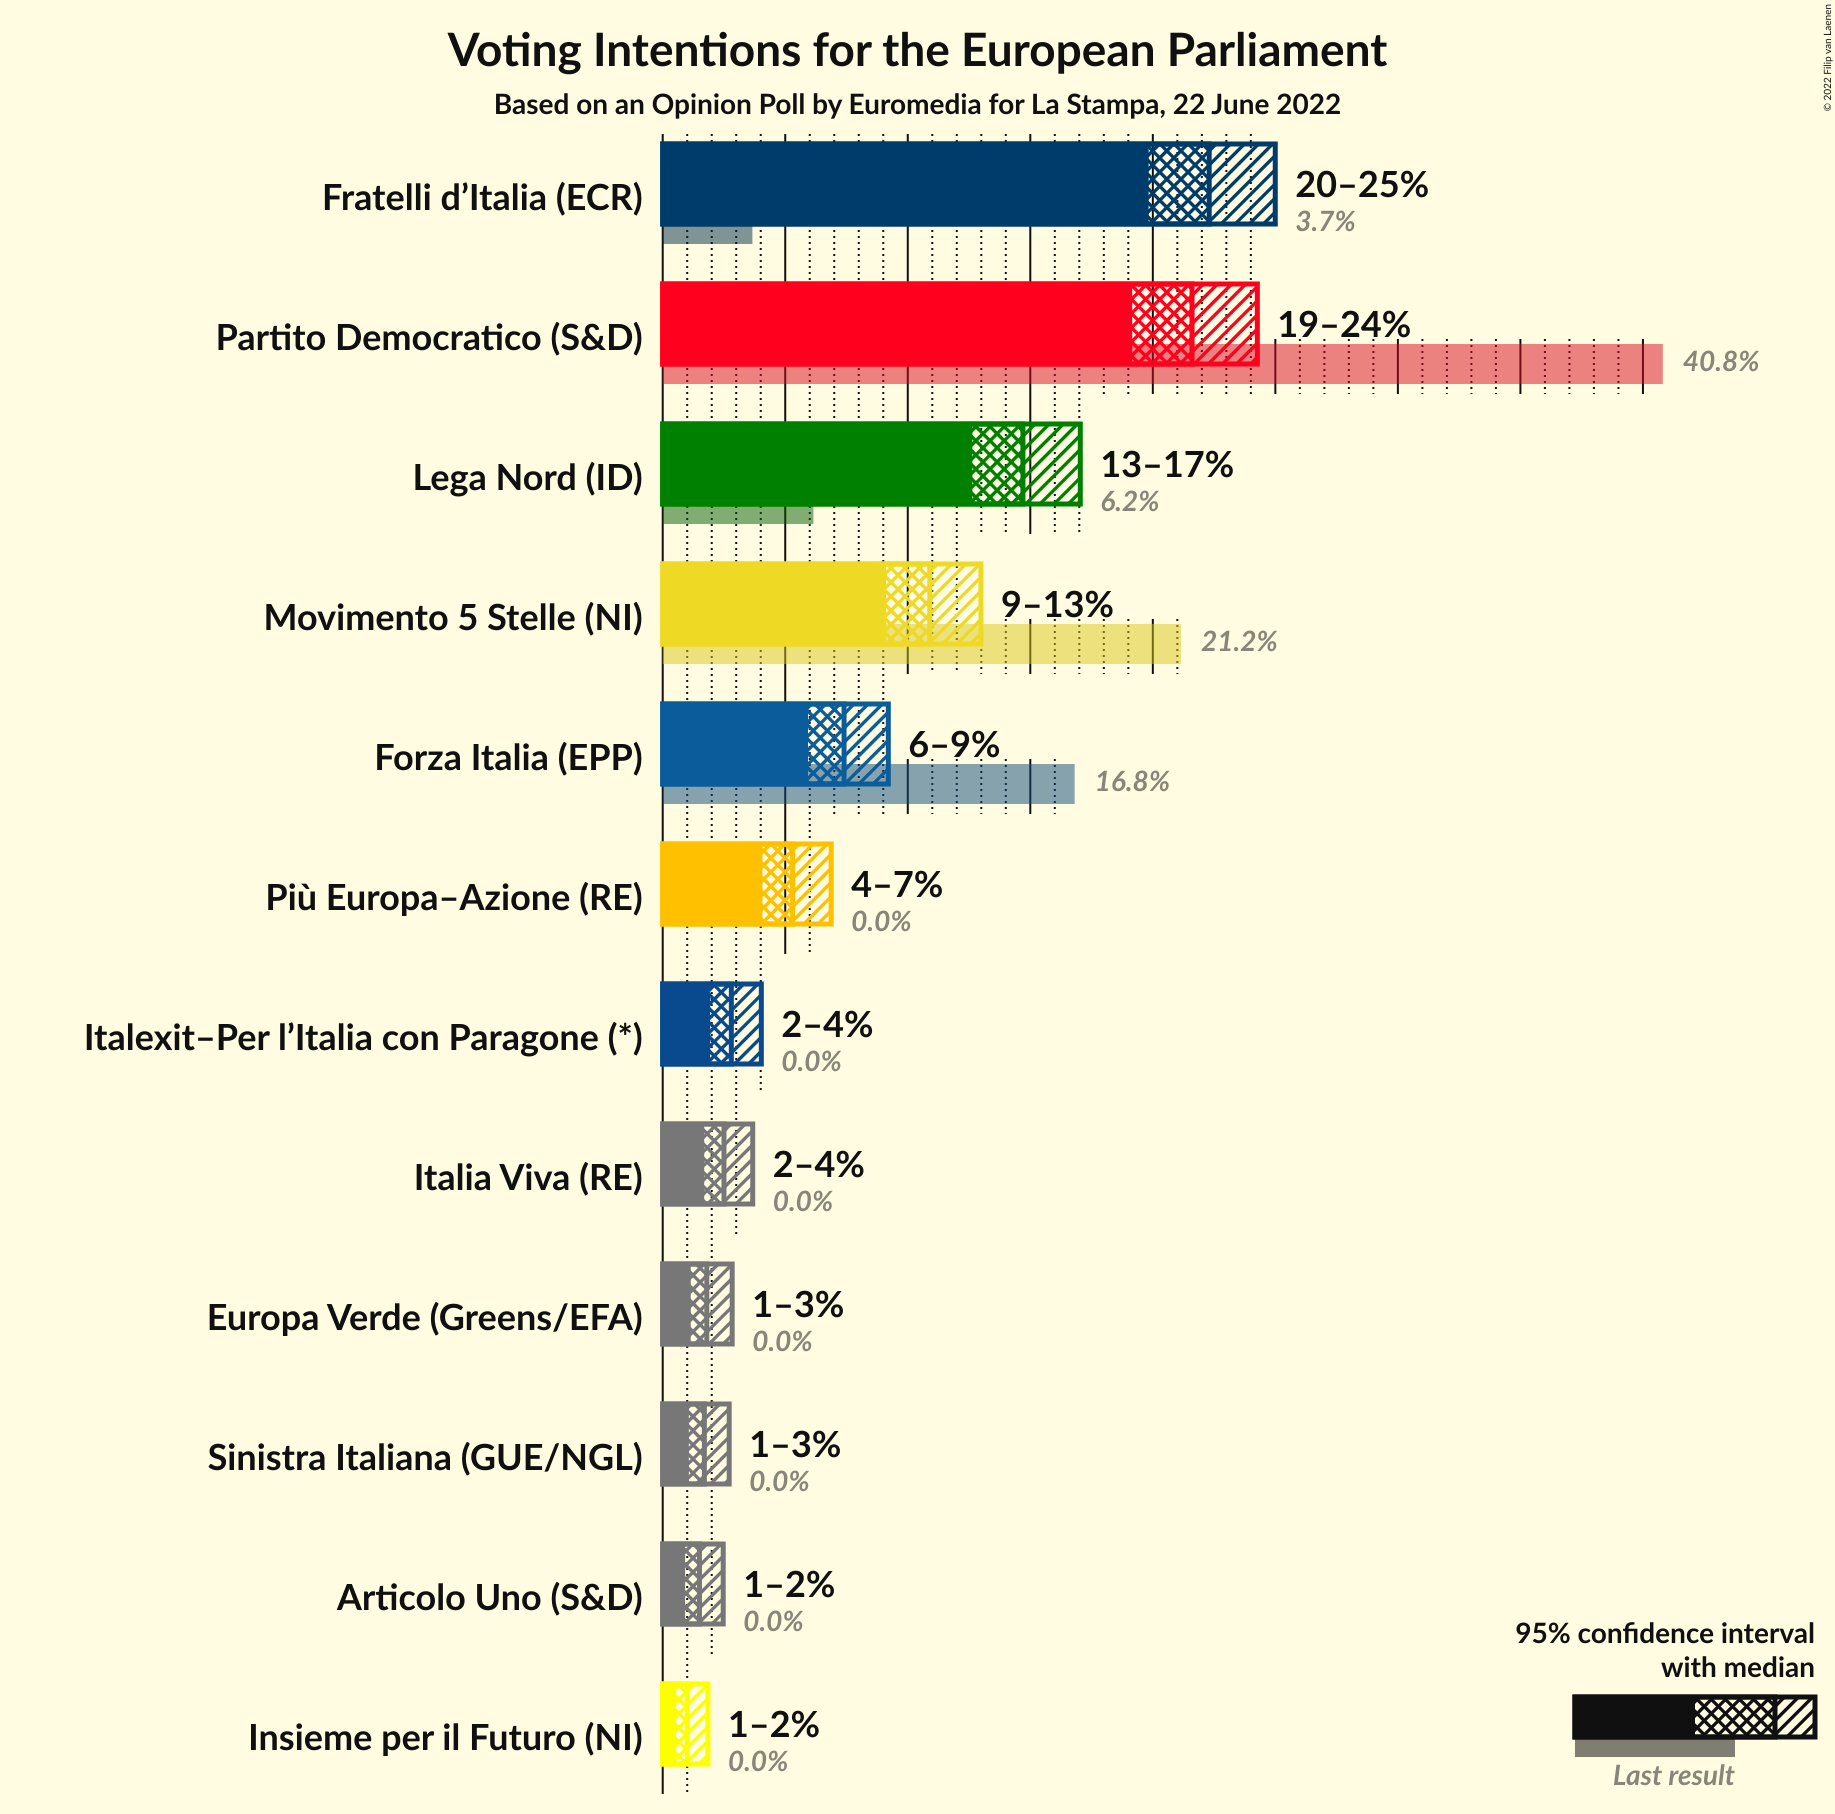 Voting Intentions for the European Parliament
Based on an Opinion Poll by Euromedia for La Stampa, 22 June 2022
© 2022 Filip van Laenen
Fratelli d’Italia (ECR)
20–25%
3.7%
Partito Democratico (S&D)
19–24%
40.8%
Lega Nord (ID)
13–17%
6.2%
Movimento 5 Stelle (NI)
9–13%
21.2%
Forza Italia (EPP)
6–9%
16.8%
Più Europa–Azione (RE)
4–7%
0.0%
Italexit–Per l’Italia con Paragone (*)
2–4%
0.0%
Italia Viva (RE)
2–4%
0.0%
Europa Verde (Greens/EFA)
1–3%
0.0%
Sinistra Italiana (GUE/NGL)
1–3%
0.0%
Articolo Uno (S&D)
1–2%
0.0%
Insieme per il Futuro (NI)
1–2%
0.0%
95% confidence interval
with median
Last result